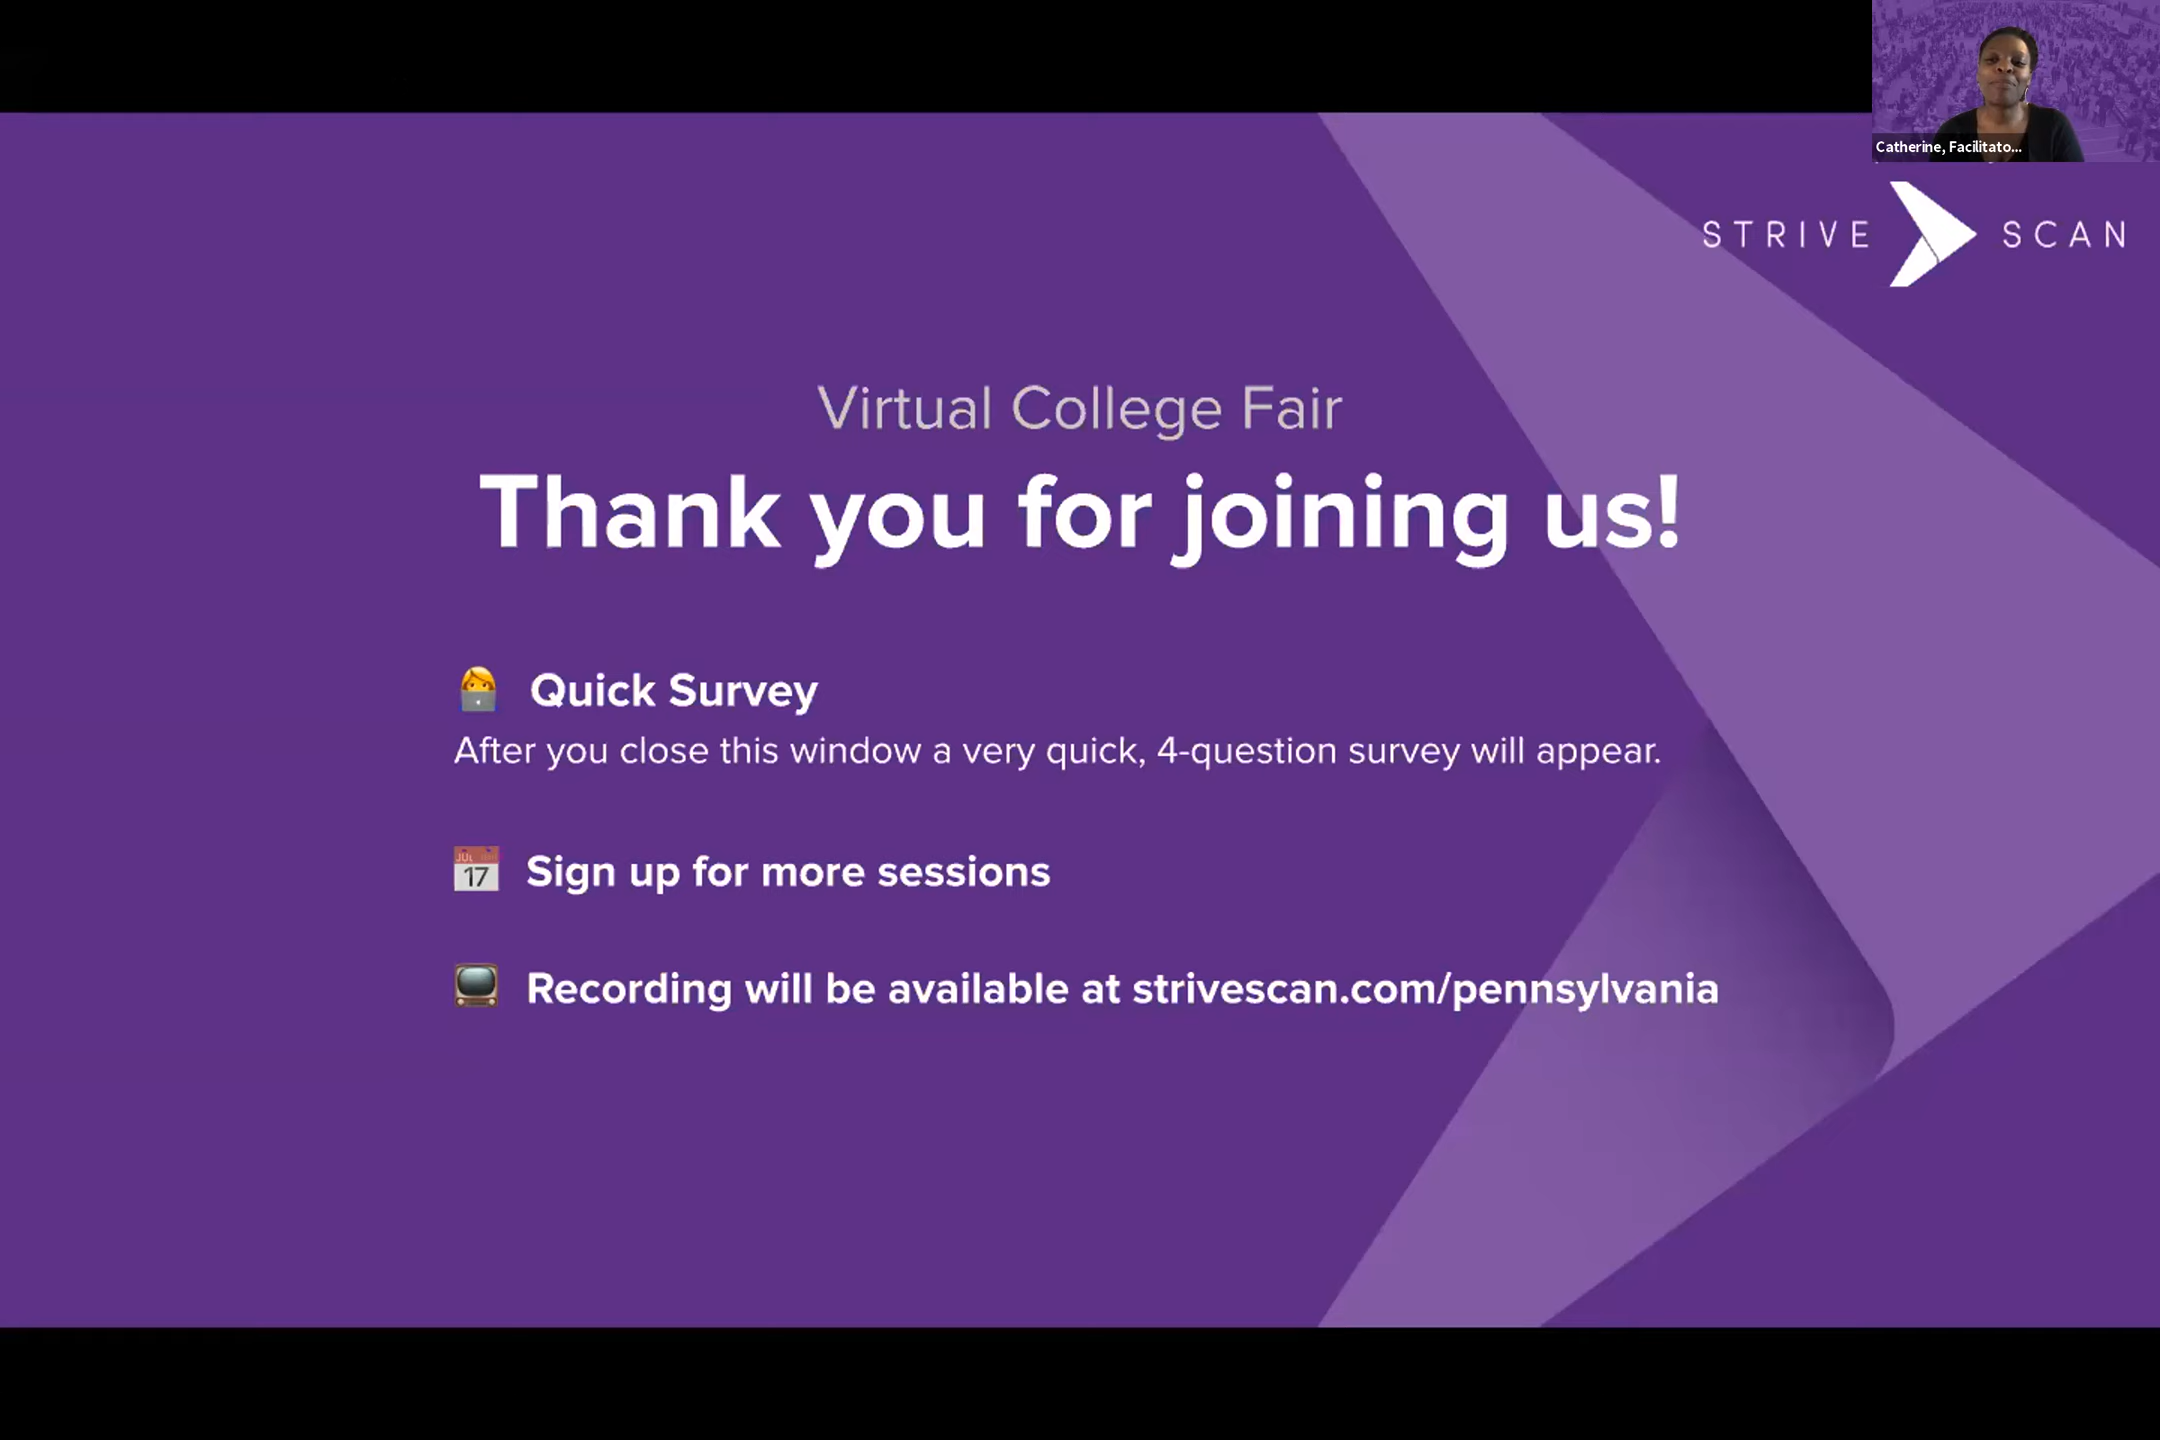 Catherine, Facilitato...
STRIVE SCAN
Virtual College Fair
Thank you for joining us!
Quick Survey
After you close this window a very quick, 4-question survey will appear.
JUL
17
Sign up for more sessions
Recording will be available at strivescan.com/pennsylvania